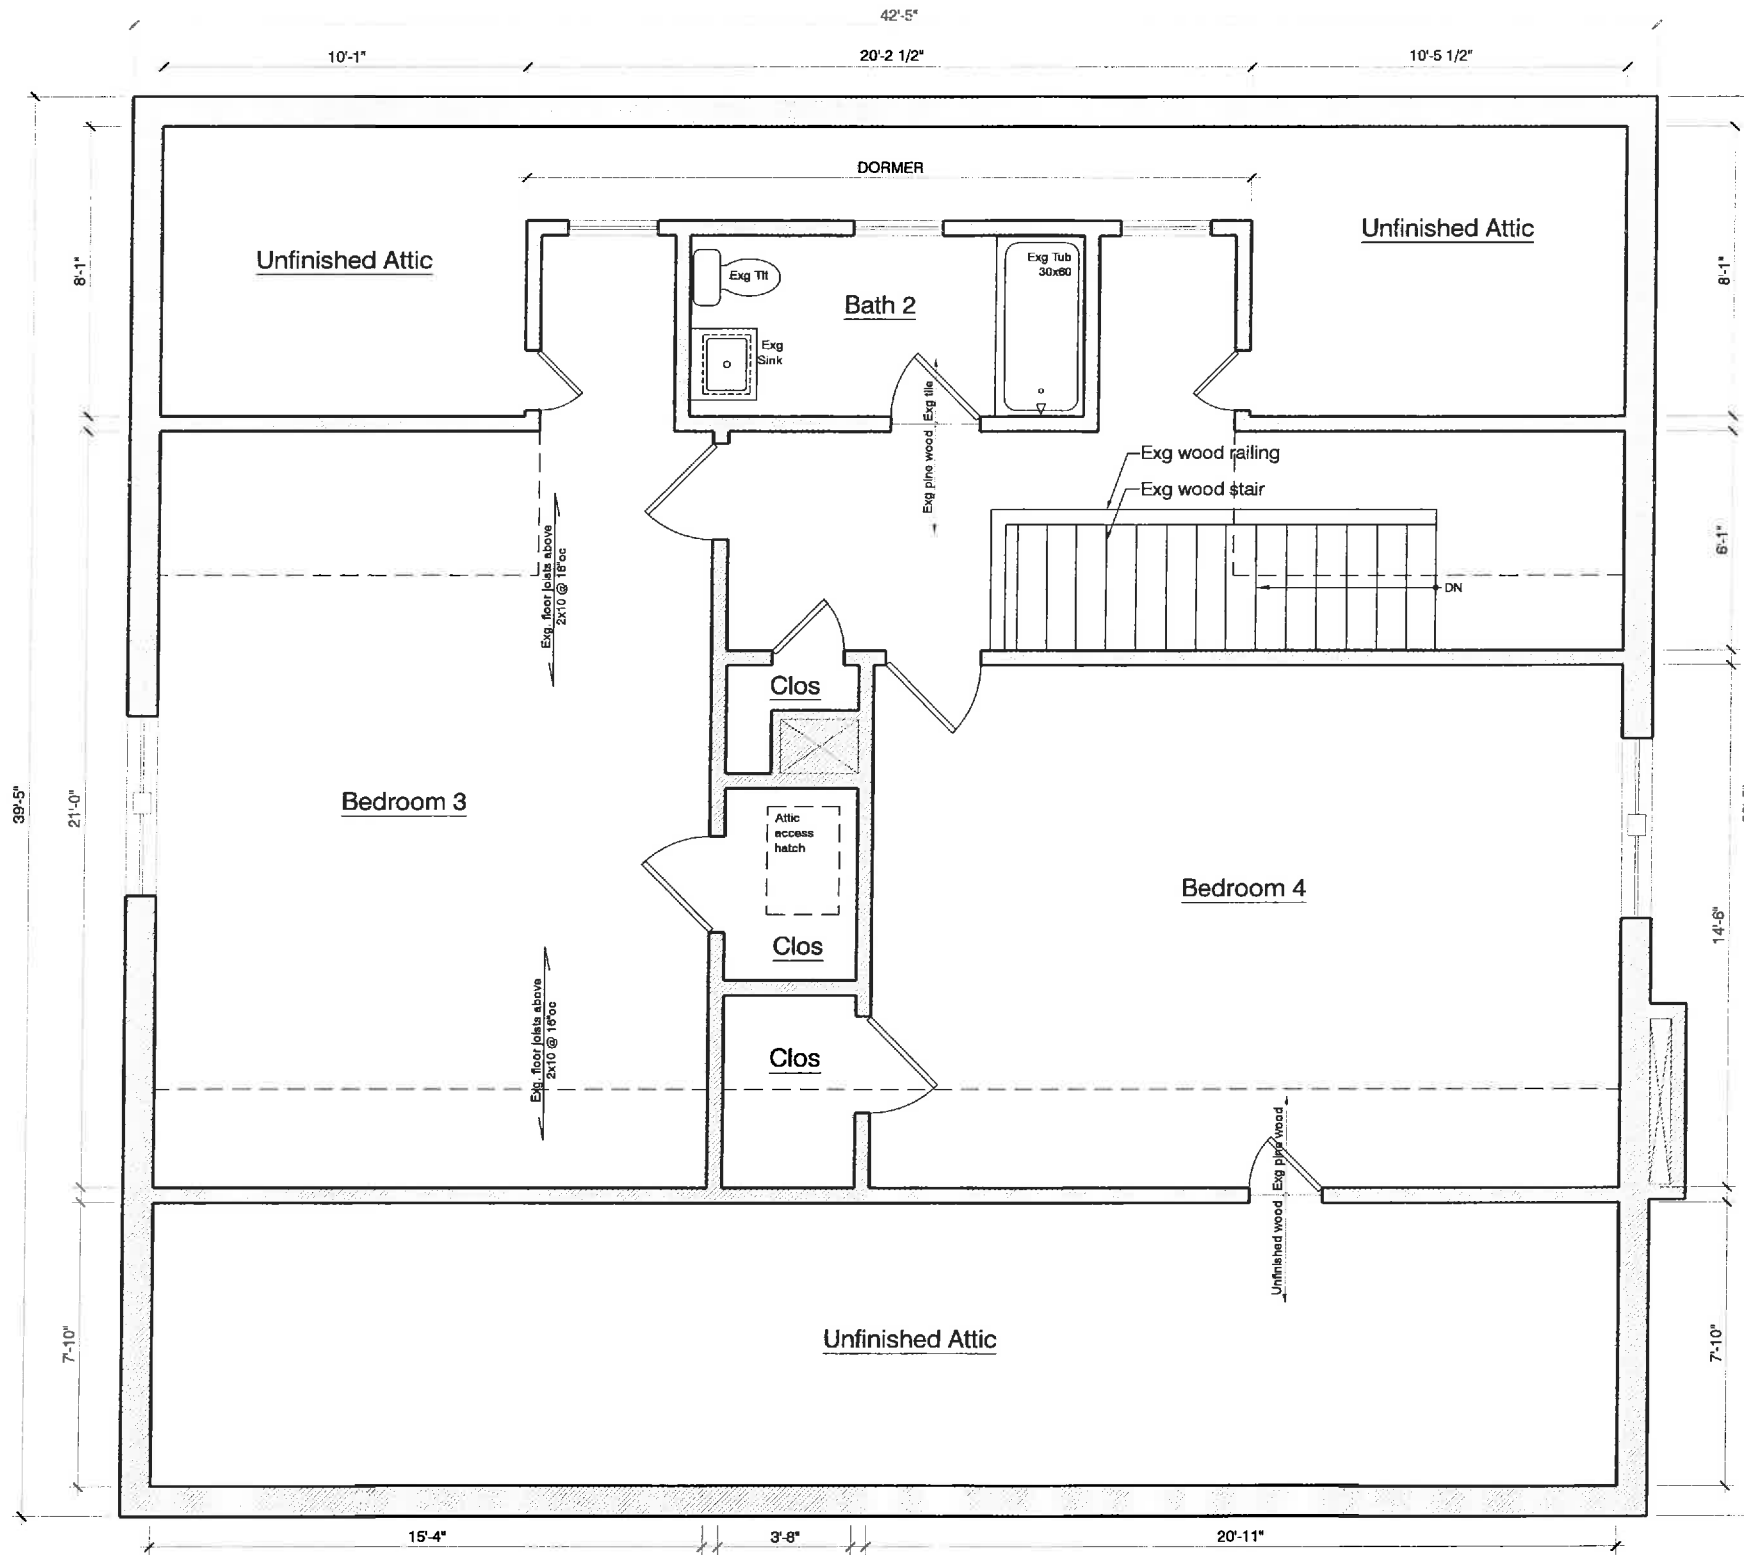 42'-5"
10'-1"
20'-2 1/2"
10'-5 1/2"
DORMER
Unfinished Attic
Unfinished Attic
8'-1"
8'-1"
Exg Tlt
Exg
Sink
Bath 2
Exg Tub
30x60
Exg pine wood
Exg tile
Exg wood railing
Exg wood stair
DN
6'-1"
Exg. floor joists above
2x10 @ 16"oc
Clos
39'-5"
21'-0"
Bedroom 3
Attic
access
hatch
Clos
Bedroom 4
14'-6"
Exg. floor joists above
2x10 @ 16"oc
Clos
Unfinished wood
Exg pine wood
7'-10"
Unfinished Attic
7'-10"
15'-4"
3'-8"
20'-11"